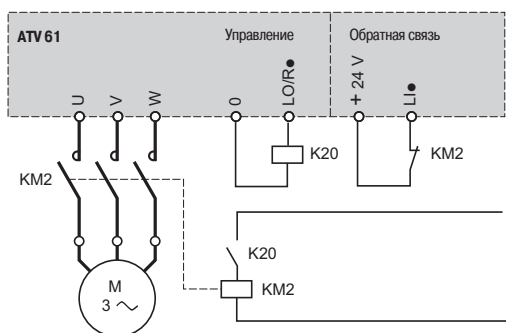 ATV 61
Управление
Обратная связь
U
V
W
0
LO/R●
+ 24 V
LI●
K20
KM2
KM2
K20
KM2
M
3 ~